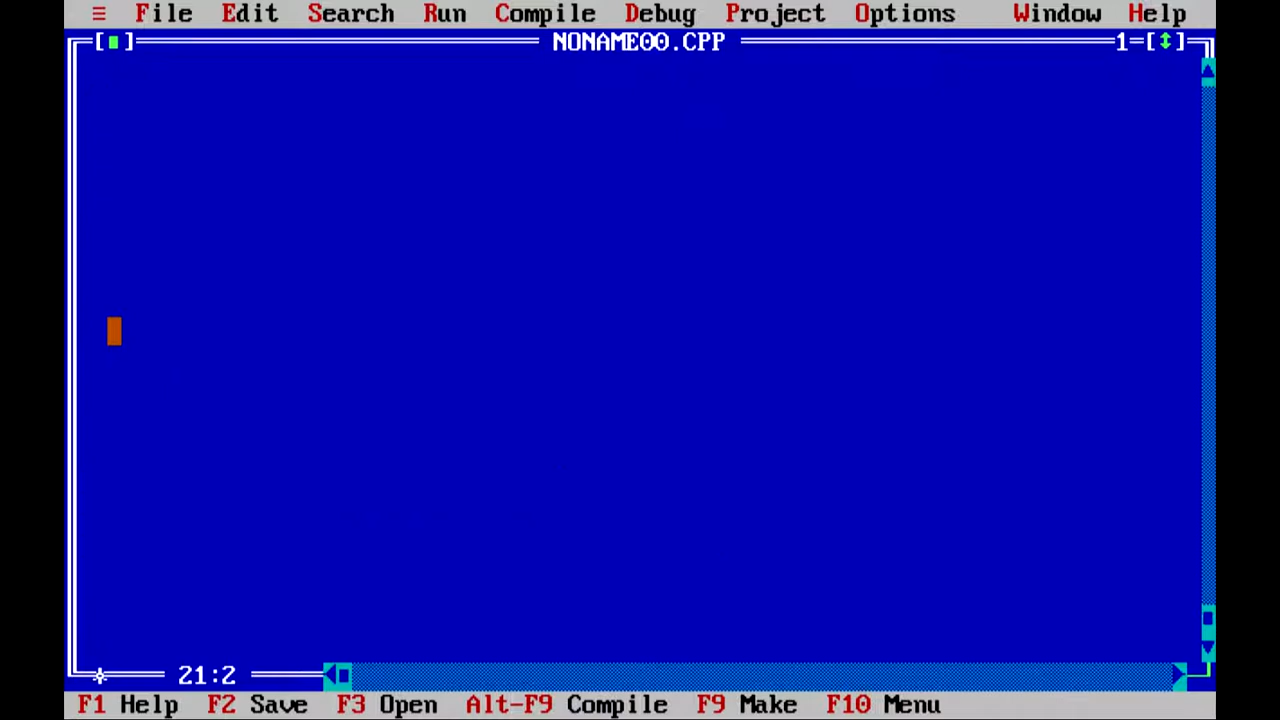 ≡ File Edit Search Run Compile Debug Project Options Window Help
[■] NONAME00.CPP 1=[↕]
21:2
F1 Help F2 Save F3 Open Alt-F9 Compile F9 Make F10 Menu